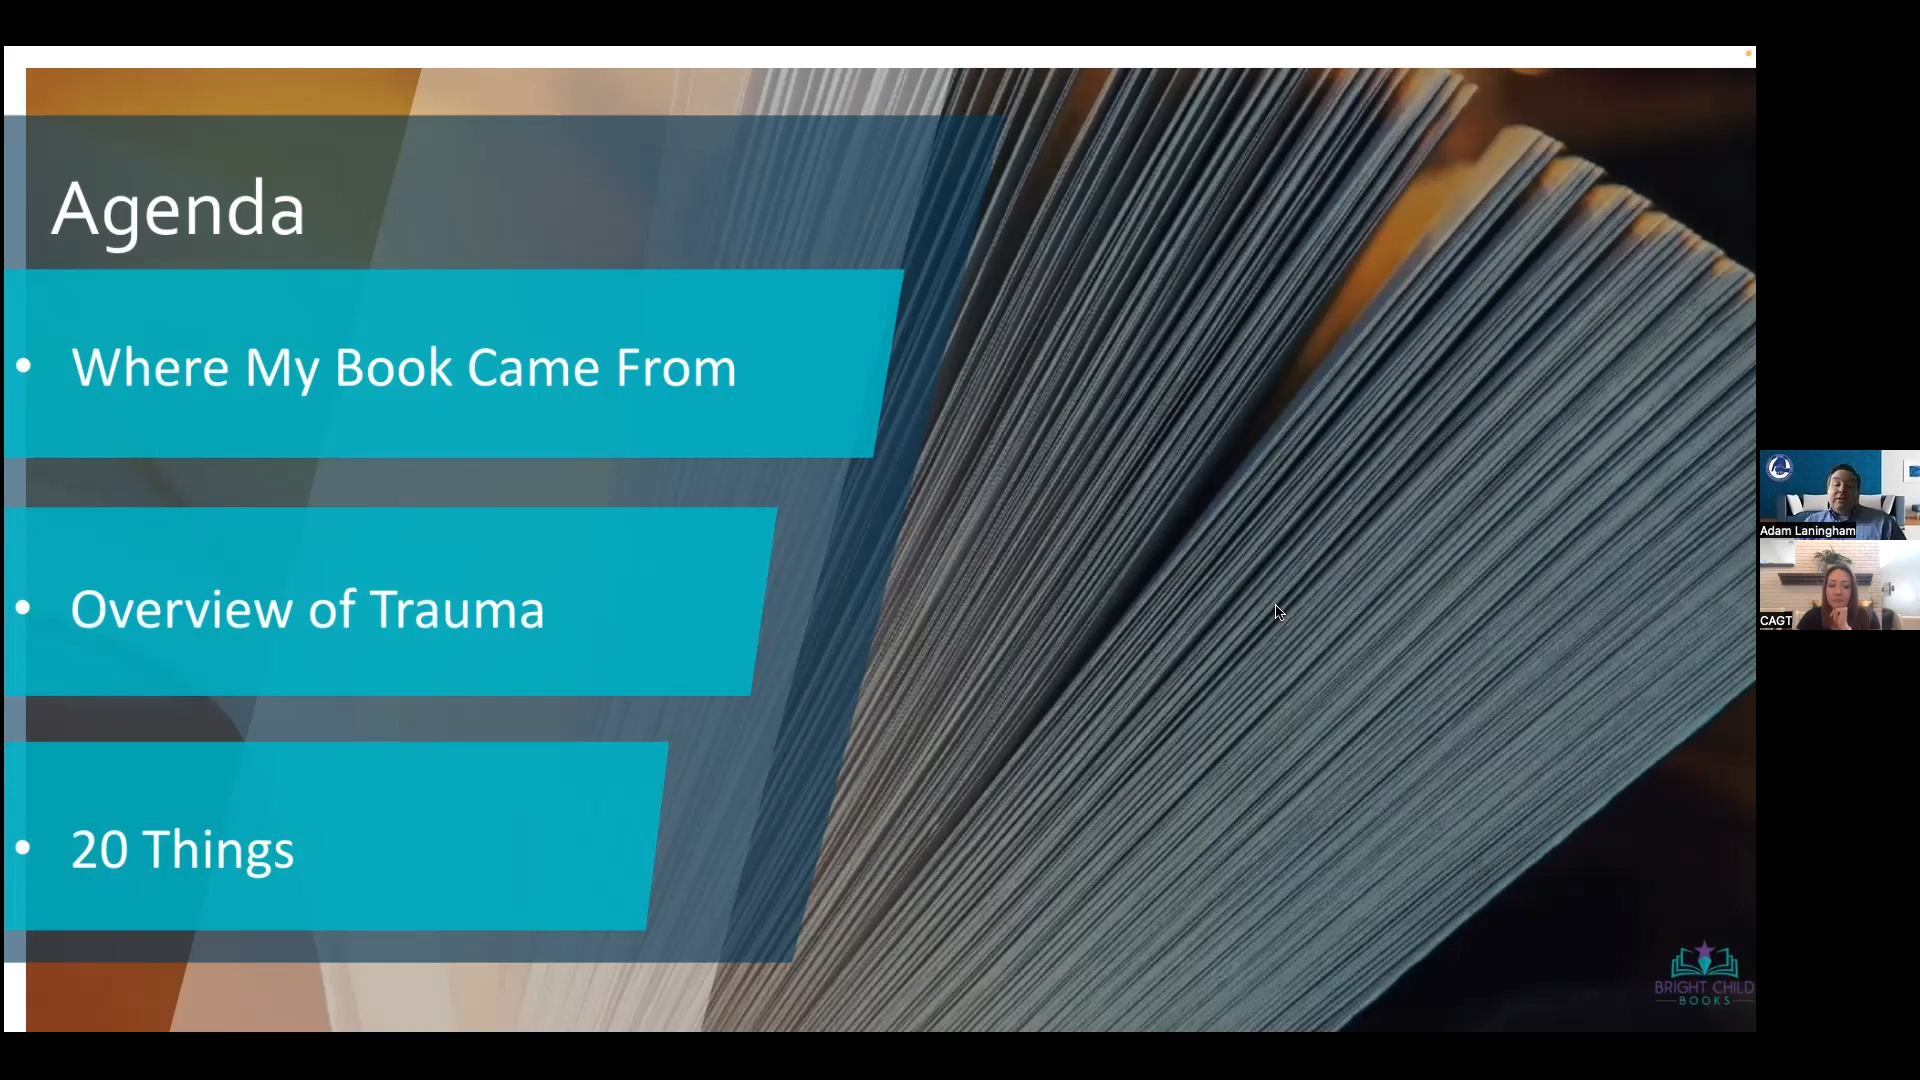 Agenda
• Where My Book Came From
• Overview of Trauma
• 20 Things
Adam Laningham
CAGT
BRIGHT CHILD
BOOKS